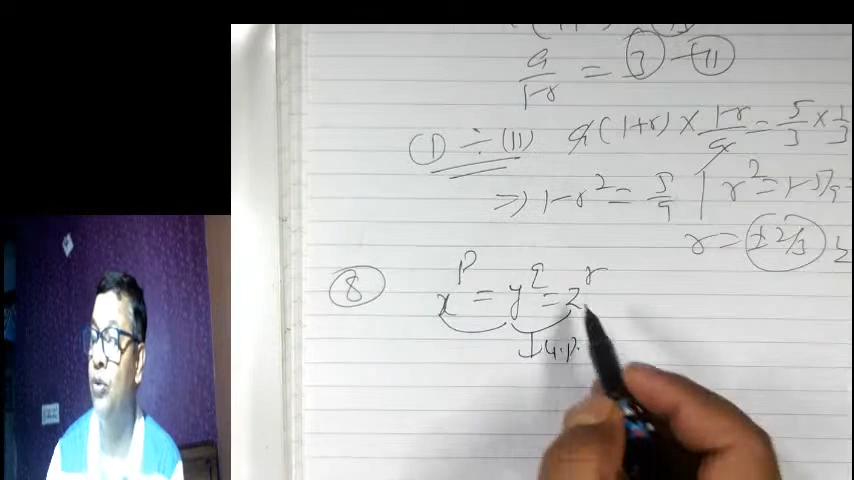 a/(1-r) = 3 -(II)
(I) ÷ (II) a(1+r) × (1-r)/a = 5/3 × 1/3
⇒ 1-r² = 5/9 | r² = 1-5/9
r = ±2/3
(8) x^p = y^q = z^r
G.P.